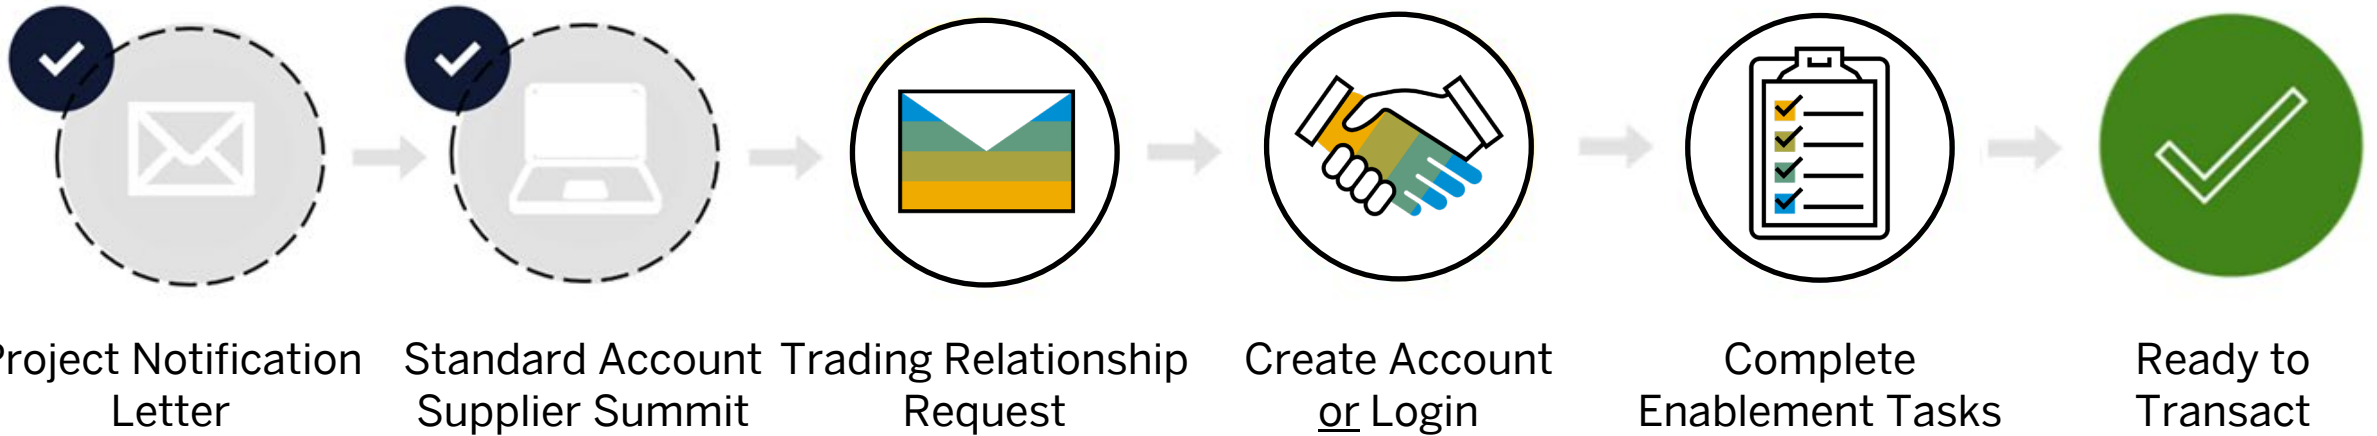 Project Notification
Letter
Standard Account
Supplier Summit
Trading Relationship
Request
Create Account
or Login
Complete
Enablement Tasks
Ready to
Transact